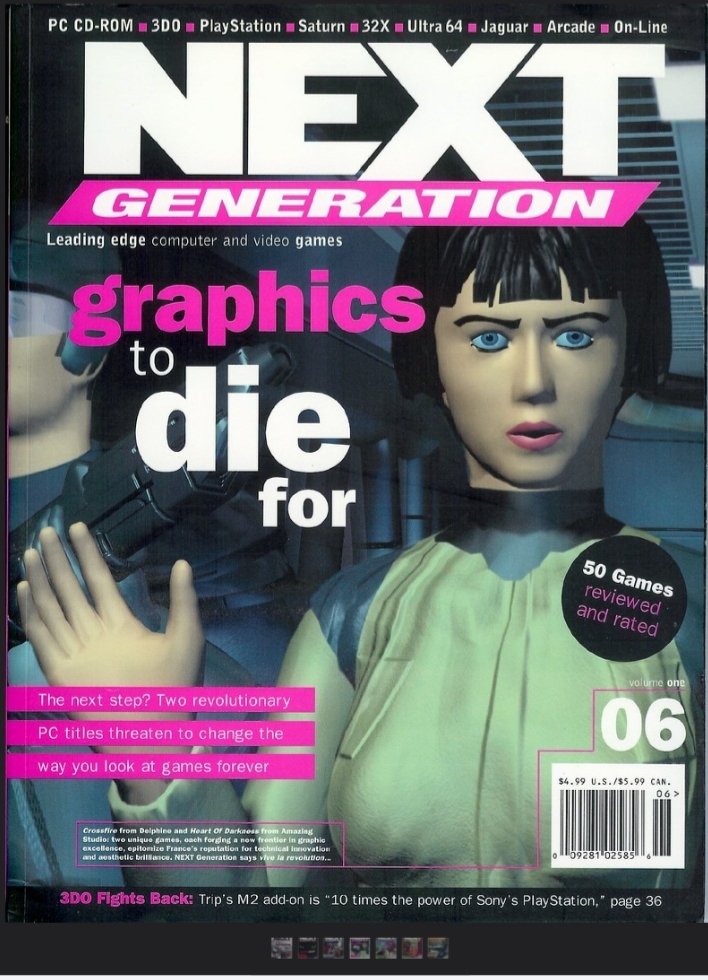 PC CD-ROM ■ 3DO ■ PlayStation ■ Saturn ■ 32X ■ Ultra 64 ■ Jaguar ■ Arcade ■ On-Line
NEXT
GENERATION
Leading edge computer and video games
graphics
to
die
for
50 Games
reviewed
and rated
The next step? Two revolutionary
PC titles threaten to change the
way you look at games forever
volume one
06
$4.99 U.S./$5.99 CAN.
06>
0 09281 02585 6
Crossfire from Delphine and Heart Of Darkness from Amazing
Studio: two unique games, each forging a new frontier in graphic
excellence, epitomize France's reputation for technical innovation
and aesthetic brilliance. NEXT Generation says vive la revolution...
3DO Fights Back: Trip's M2 add-on is "10 times the power of Sony's PlayStation," page 36